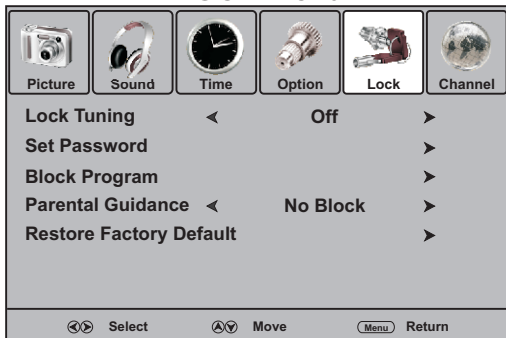 Picture Sound Time Option Lock Channel
Lock Tuning Off
Set Password
Block Program
Parental Guidance No Block
Restore Factory Default
Select Move Menu Return